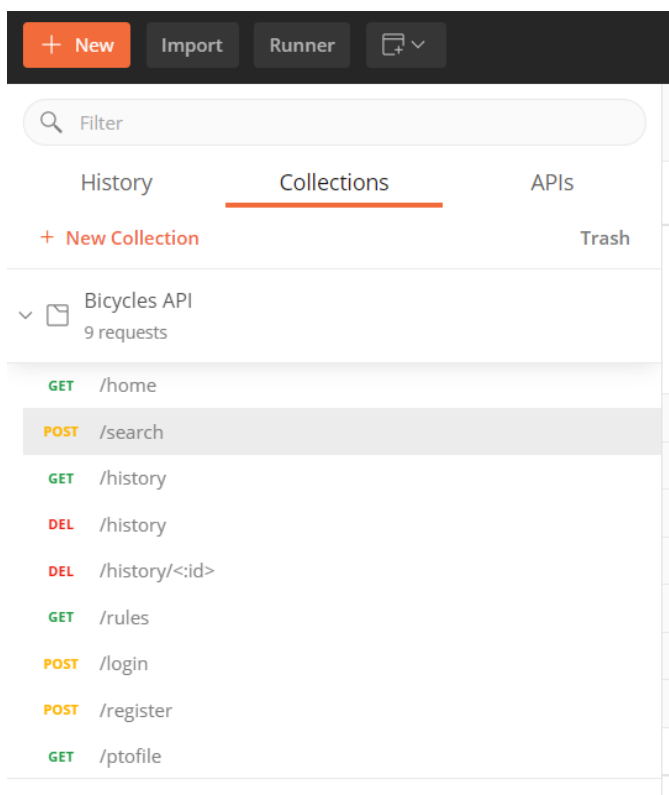 + New Import Runner
Filter
History Collections APIs
+ New Collection Trash
Bicycles API
9 requests
GET /home
POST /search
GET /history
DEL /history
DEL /history/<:id>
GET /rules
POST /login
POST /register
GET /ptofile